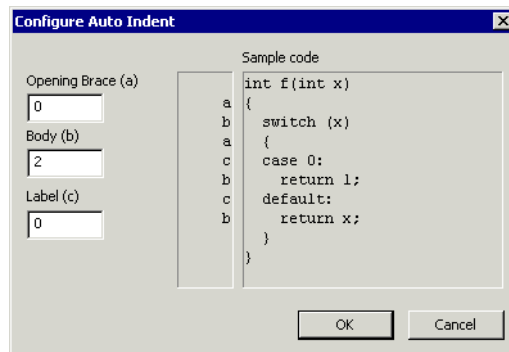 Configure Auto Indent
Opening Brace (a)
0
Body (b)
2
Label (c)
0
Sample code
int f(int x)
a {
b   switch (x)
a   {
c   case 0:
b     return 1;
c   default:
b     return x;
    }
  }
OK
Cancel